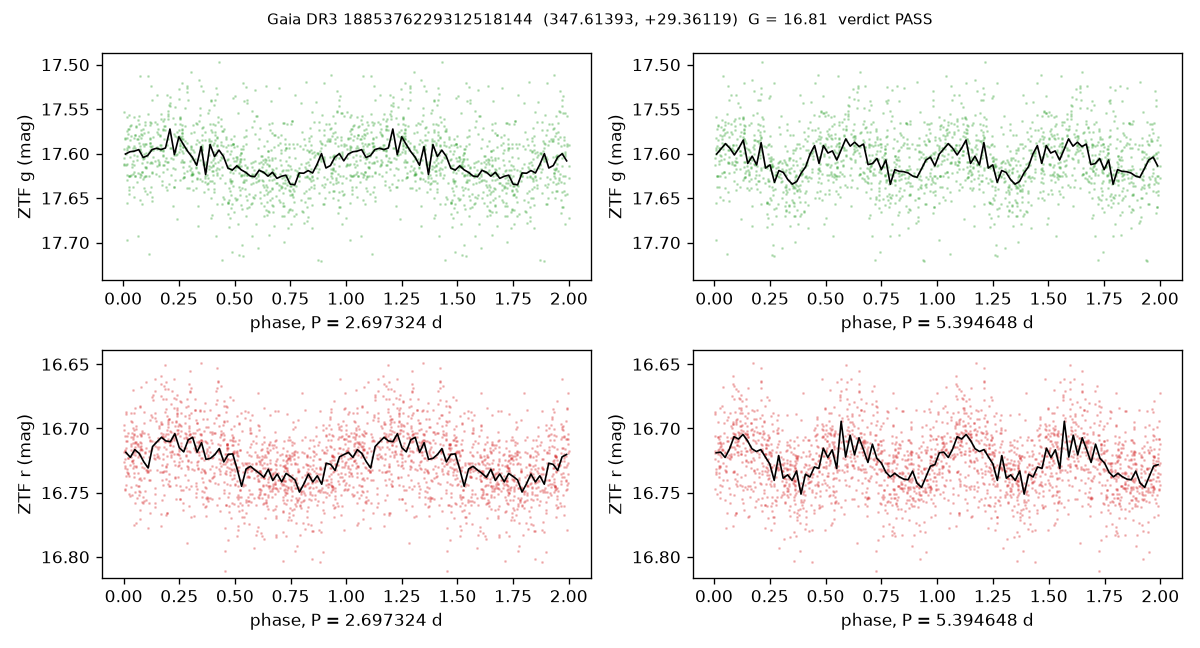 Gaia DR3 1885376229312518144 (347.61393, +29.36119) G = 16.81 verdict PASS
17.50
17.55
17.60
17.65
17.70
ZTF g (mag)
0.00 0.25 0.50 0.75 1.00 1.25 1.50 1.75 2.00
phase, P = 2.697324 d
17.50
17.55
17.60
17.65
17.70
ZTF g (mag)
0.00 0.25 0.50 0.75 1.00 1.25 1.50 1.75 2.00
phase, P = 5.394648 d
16.65
16.70
16.75
16.80
ZTF r (mag)
0.00 0.25 0.50 0.75 1.00 1.25 1.50 1.75 2.00
phase, P = 2.697324 d
16.65
16.70
16.75
16.80
ZTF r (mag)
0.00 0.25 0.50 0.75 1.00 1.25 1.50 1.75 2.00
phase, P = 5.394648 d